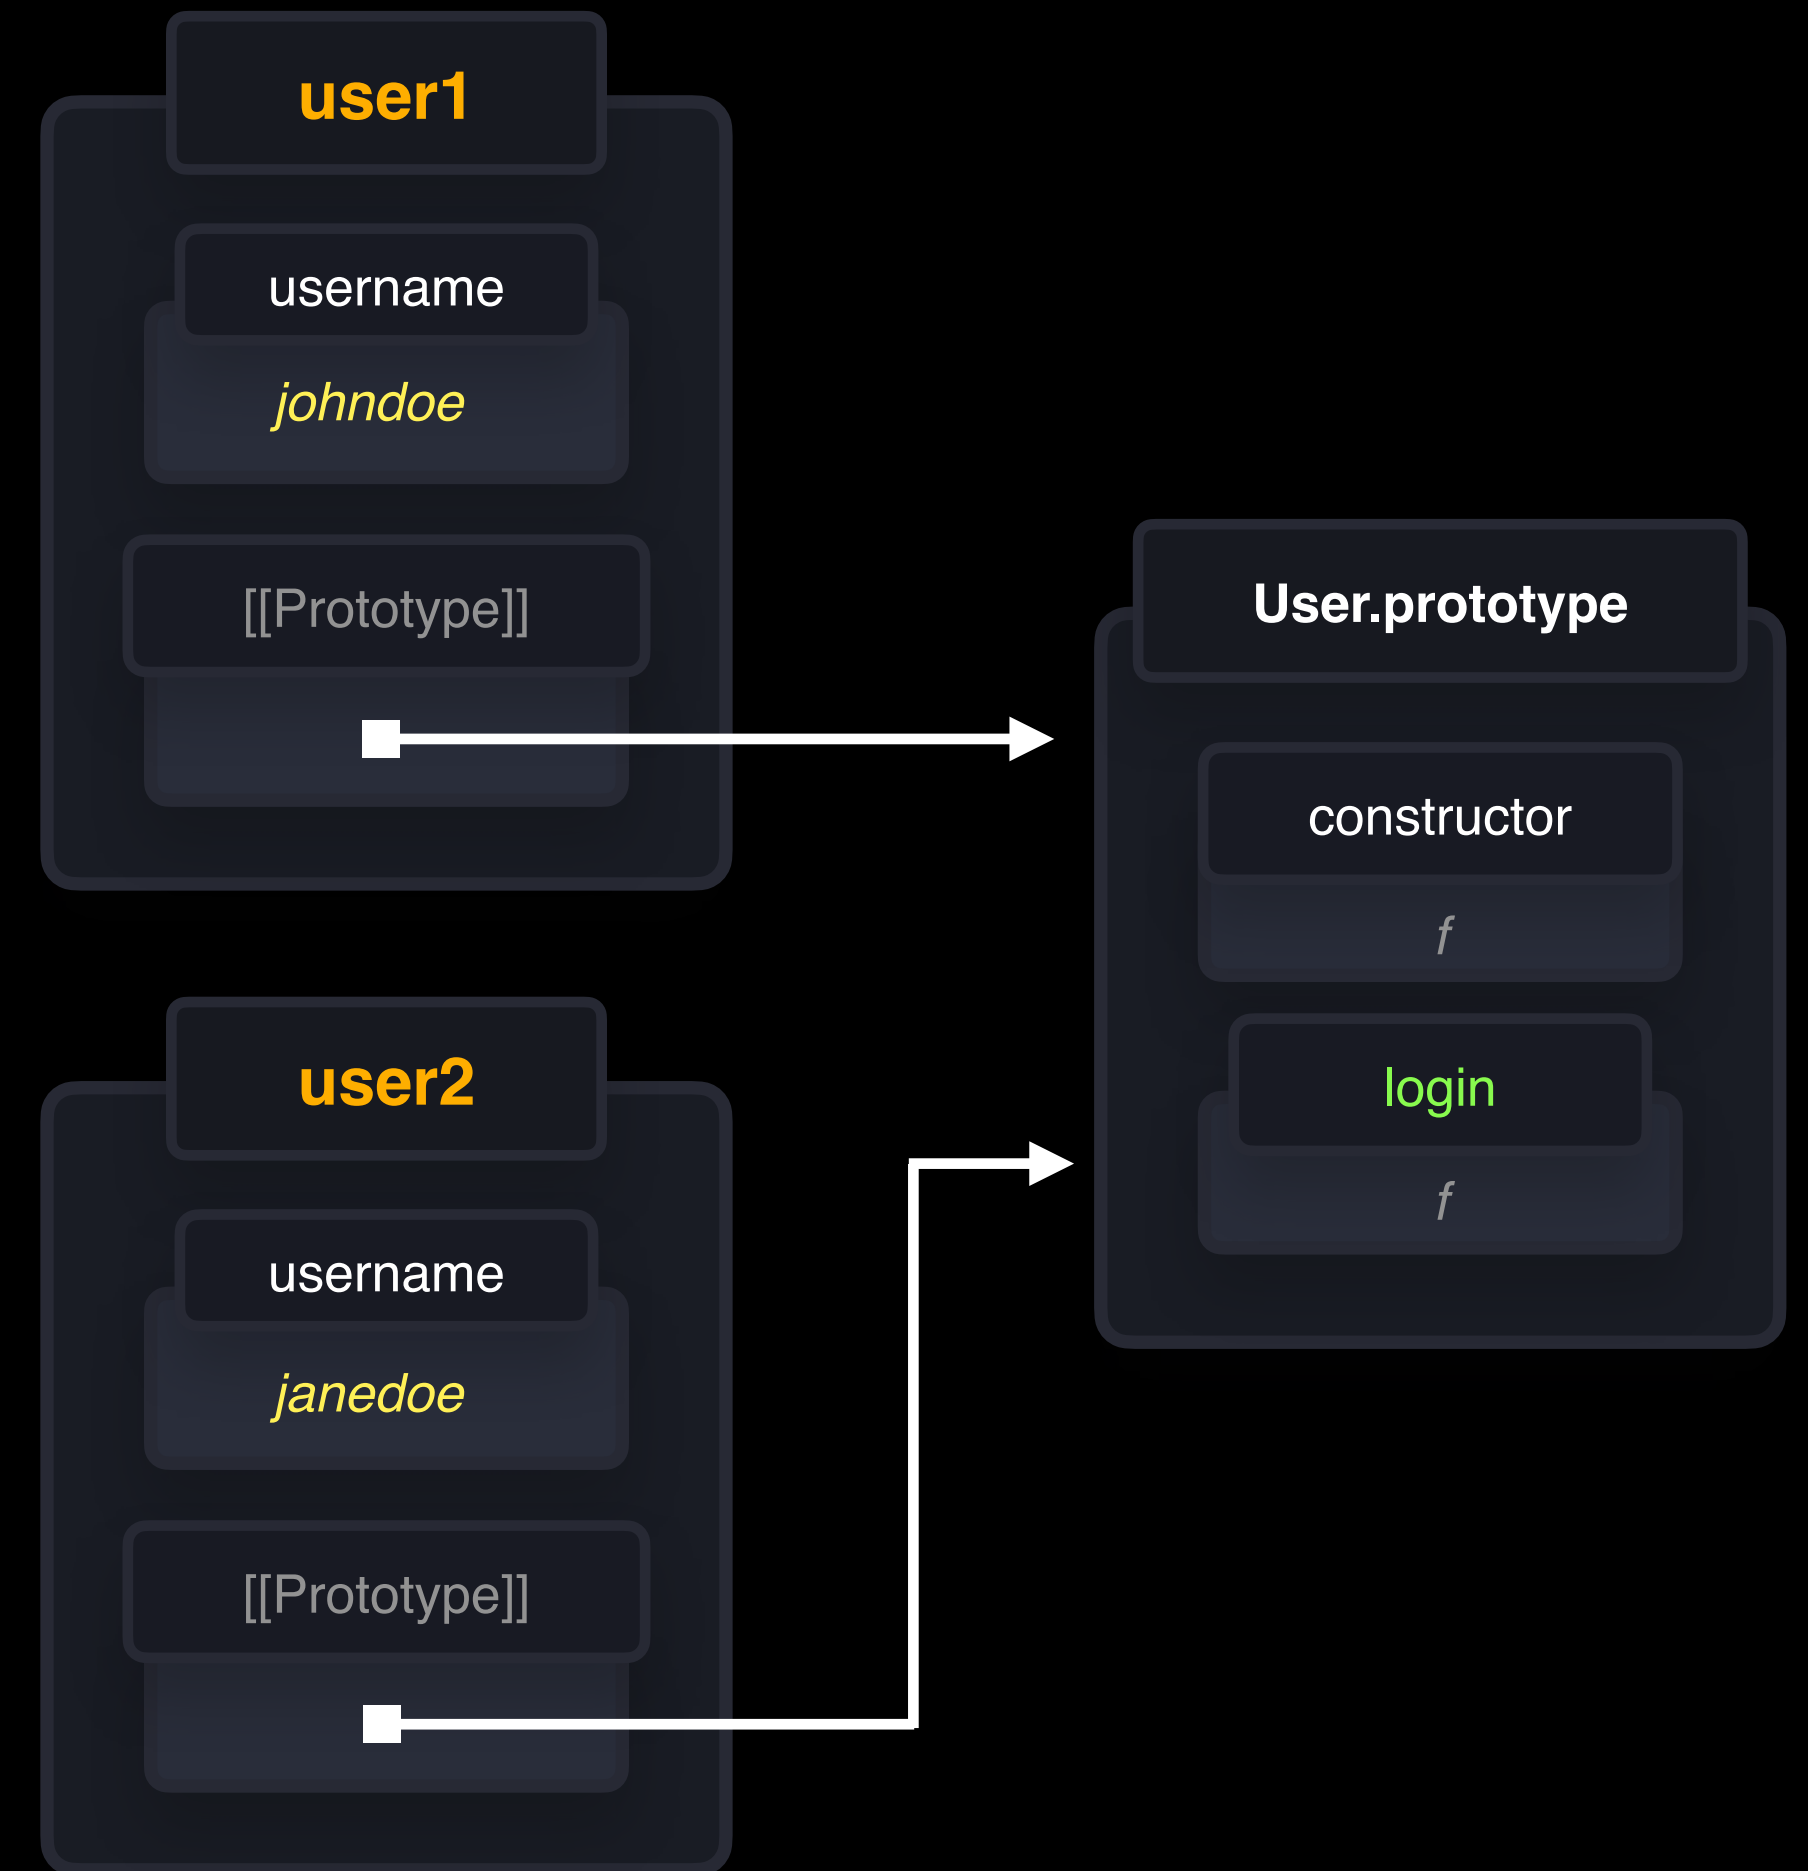 user1
username
johndoe
[[Prototype]]
user2
username
janedoe
[[Prototype]]
User.prototype
constructor
f
login
f